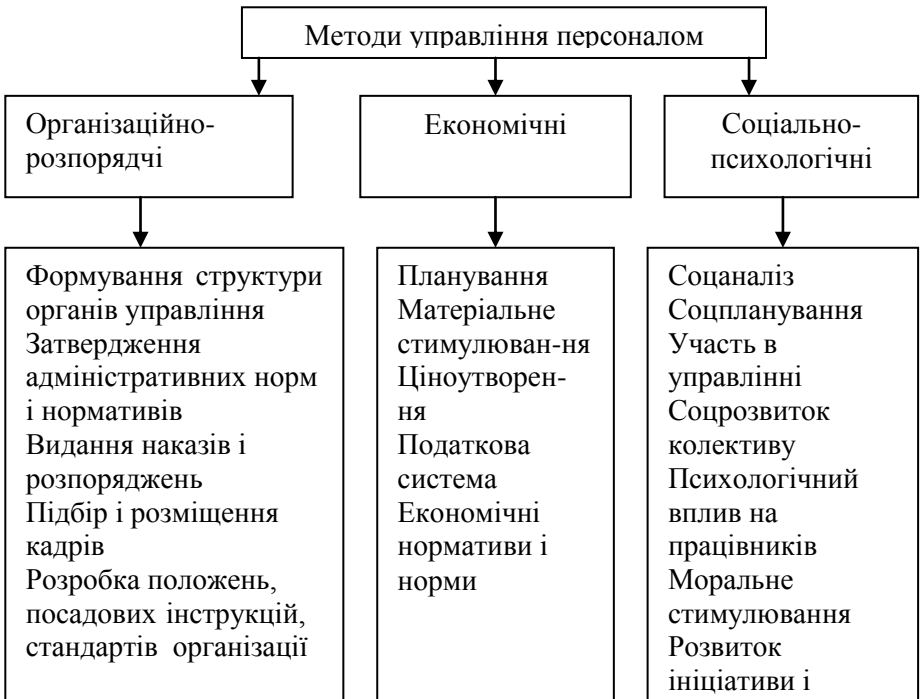 Методи управління персоналом
Організаційно-
розпорядчі
Економічні
Соціально-
психологічні
Формування структури
органів управління
Затвердження
адміністративних норм
і нормативів
Видання наказів і
розпоряджень
Підбір і розміщення
кадрів
Розробка положень,
посадових інструкцій,
стандартів організації
Планування
Матеріальне
стимулюван-ня
Ціноутворен-
ня
Податкова
система
Економічні
нормативи і
норми
Соцаналіз
Соцпланування
Участь в
управлінні
Соцрозвиток
колективу
Психологічний
вплив на
працівників
Моральне
стимулювання
Розвиток
ініціативи і